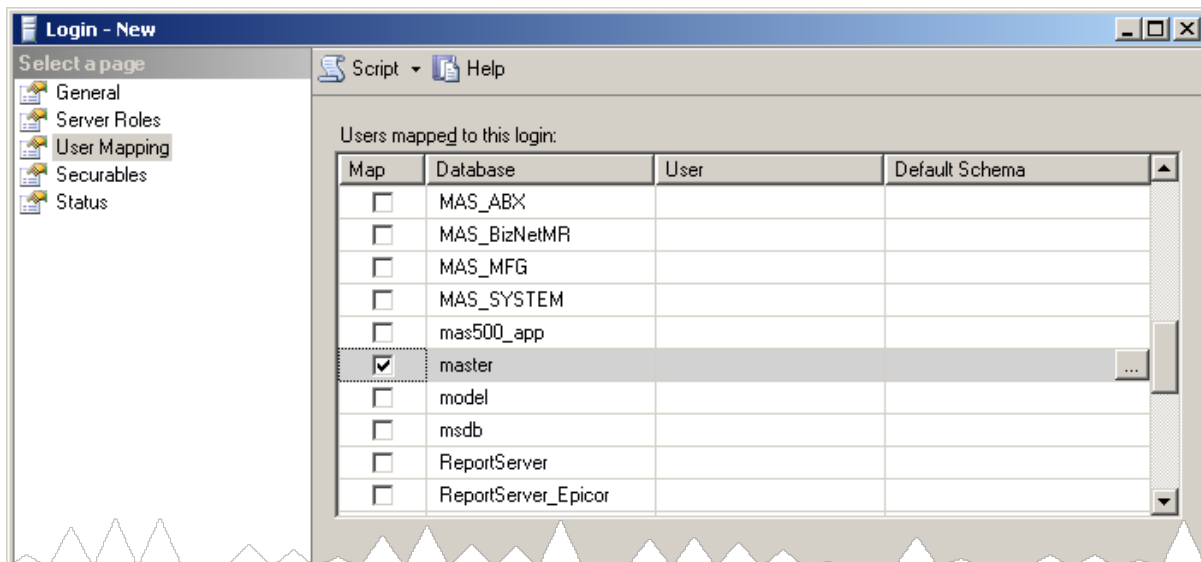 Login - New
Select a page
General
Server Roles
User Mapping
Securables
Status
Script Help
Users mapped to this login:
Map Database User Default Schema
MAS_ABX
MAS_BizNetMR
MAS_MFG
MAS_SYSTEM
mas500_app
master ...
model
msdb
ReportServer
ReportServer_Epicor